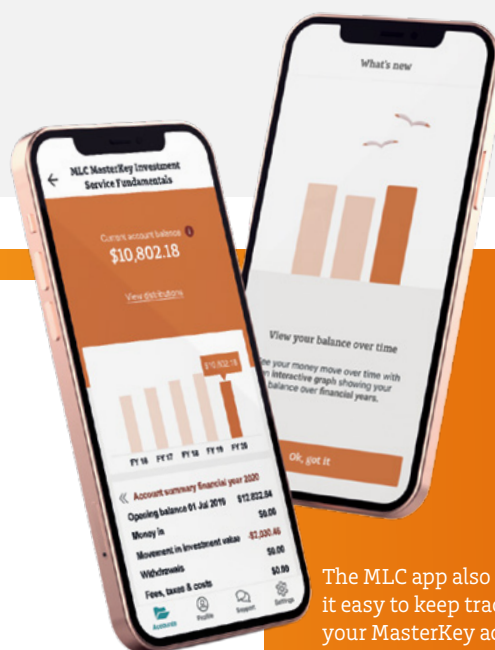 What's new
View your balance over time
See your money move over time with
an interactive graph showing your
balance over financial years.
Ok, got it
MLC MasterKey Investment
Service Fundamentals
Current account balance
$10,802.18
View distributions
$10,802.18
FY 16 FY 17 FY 18 FY 19 FY 20
Account summary financial year 2020
Opening balance 01 Jul 2019 $12,822.64
Money in $0.00
Movement in investment value -$2,020.46
Withdrawals $0.00
Fees, taxes & costs $0.00
Accounts Profile Support Settings
The MLC app also
it easy to keep trac
your MasterKey ac